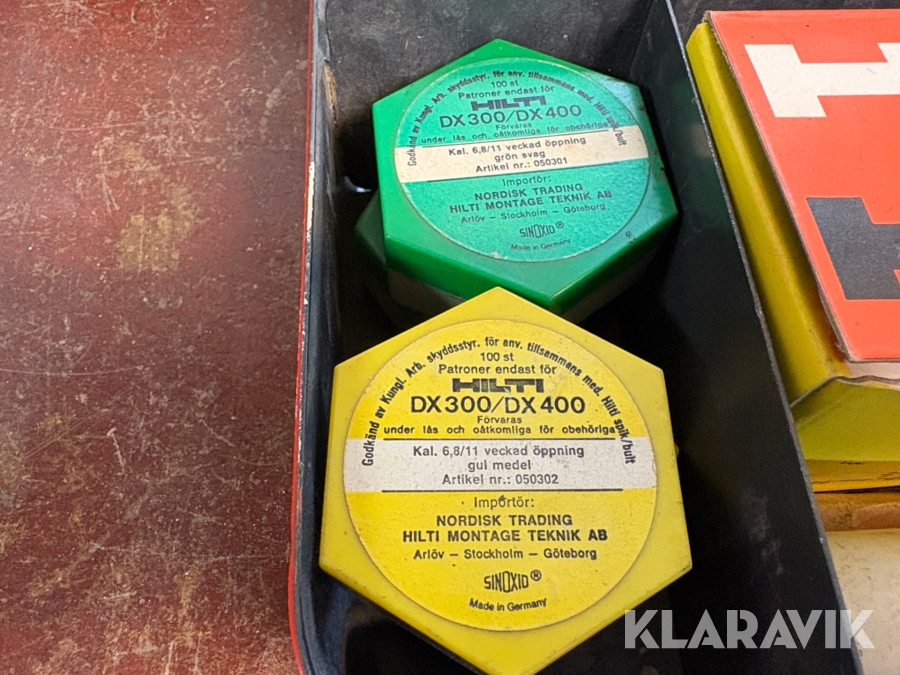 Godkänd av Kungl. Arb. skyddsstyr. för anv. tillsammans med. Hilti spik/bult
100 st
Patroner endast för
HILTI
DX300/DX400
Förvaras
under lås och oåtkomliga för obehöriga
Kal. 6,8/11 veckad öppning
grön svag
Artikel nr.: 050301
Importör:
NORDISK TRADING
HILTI MONTAGE TEKNIK AB
Arlöv – Stockholm – Göteborg
SINOXID®
Made in Germany
Godkänd av Kungl. Arb. skyddsstyr. för anv. tillsammans med. Hilti spik/bult
100 st
Patroner endast för
HILTI
DX300/DX400
Förvaras
under lås och oåtkomliga för obehöriga
Kal. 6,8/11 veckad öppning
gul medel
Artikel nr.: 050302
Importör:
NORDISK TRADING
HILTI MONTAGE TEKNIK AB
Arlöv – Stockholm – Göteborg
SINOXID®
Made in Germany
KLARAVIK